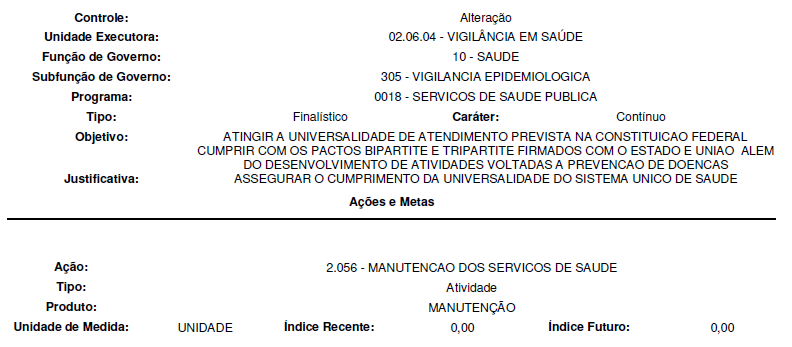 Controle: Alteração
Unidade Executora: 02.06.04 - VIGILÂNCIA EM SAÚDE
Função de Governo: 10 - SAUDE
Subfunção de Governo: 305 - VIGILANCIA EPIDEMIOLOGICA
Programa: 0018 - SERVICOS DE SAUDE PUBLICA
Tipo: Finalístico Caráter: Contínuo
Objetivo: ATINGIR A UNIVERSALIDADE DE ATENDIMENTO PREVISTA NA CONSTITUICAO FEDERAL
CUMPRIR COM OS PACTOS BIPARTITE E TRIPARTITE FIRMADOS COM O ESTADO E UNIAO ALEM
DO DESENVOLVIMENTO DE ATIVIDADES VOLTADAS A PREVENCAO DE DOENCAS
Justificativa: ASSEGURAR O CUMPRIMENTO DA UNIVERSALIDADE DO SISTEMA UNICO DE SAUDE
Ações e Metas
Ação: 2.056 - MANUTENCAO DOS SERVICOS DE SAUDE
Tipo: Atividade
Produto: MANUTENÇÃO
Unidade de Medida: UNIDADE Índice Recente: 0,00 Índice Futuro: 0,00